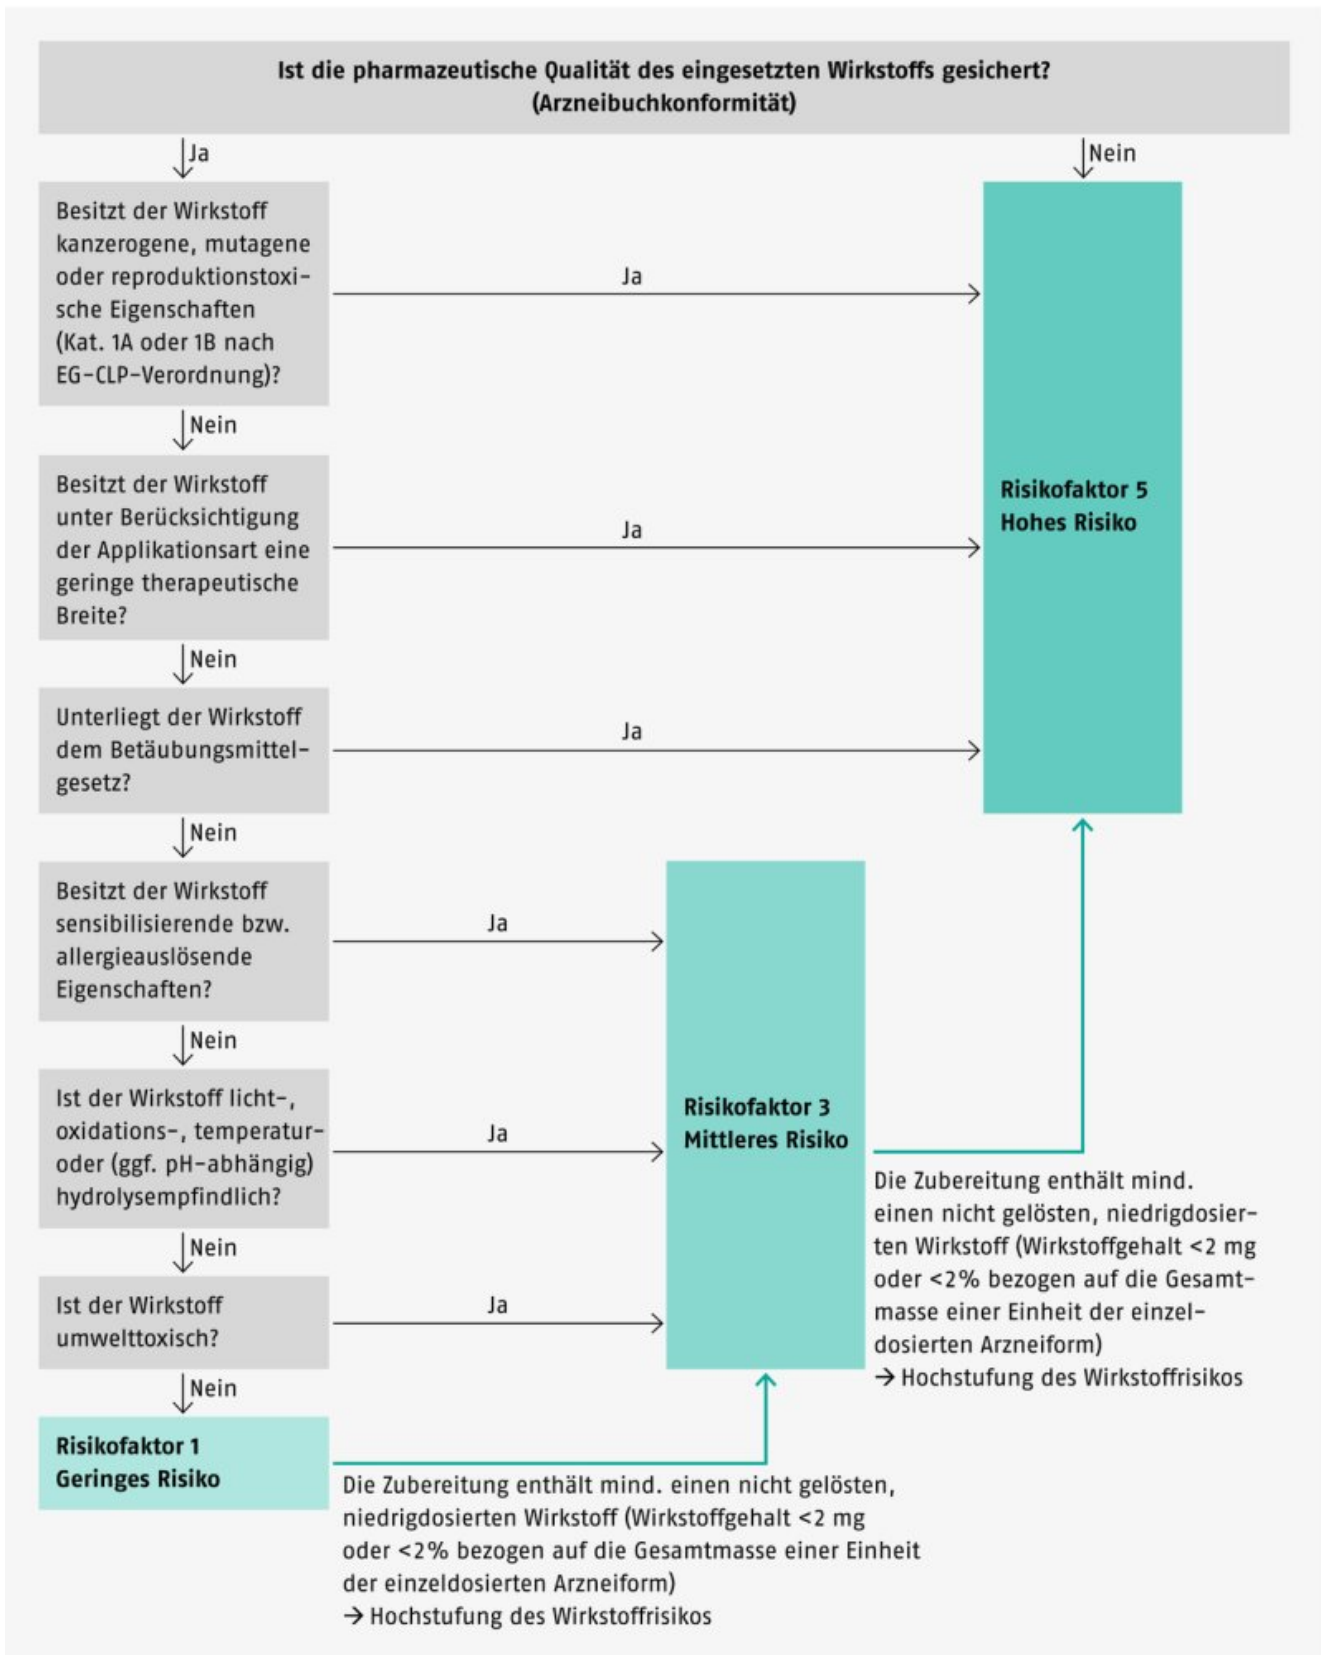 Ist die pharmazeutische Qualität des eingesetzten Wirkstoffs gesichert?
(Arzneibuchkonformität)
Ja
Nein
Besitzt der Wirkstoff
kanzerogene, mutagene
oder reproduktionstoxi-
sche Eigenschaften
(Kat. 1A oder 1B nach
EG-CLP-Verordnung)?
Ja
Nein
Besitzt der Wirkstoff
unter Berücksichtigung
der Applikationsart eine
geringe therapeutische
Breite?
Ja
Risikofaktor 5
Hohes Risiko
Nein
Unterliegt der Wirkstoff
dem Betäubungsmittel-
gesetz?
Ja
Nein
Besitzt der Wirkstoff
sensibilisierende bzw.
allergieauslösende
Eigenschaften?
Ja
Nein
Ist der Wirkstoff licht-,
oxidations-, temperatur-
oder (ggf. pH-abhängig)
hydrolysempfindlich?
Ja
Risikofaktor 3
Mittleres Risiko
Die Zubereitung enthält mind.
einen nicht gelösten, niedrigdosier-
ten Wirkstoff (Wirkstoffgehalt <2 mg
oder <2% bezogen auf die Gesamt-
masse einer Einheit der einzel-
dosierten Arzneiform)
→ Hochstufung des Wirkstoffrisikos
Nein
Ist der Wirkstoff
umwelttoxisch?
Ja
Nein
Risikofaktor 1
Geringes Risiko
Die Zubereitung enthält mind. einen nicht gelösten,
niedrigdosierten Wirkstoff (Wirkstoffgehalt <2 mg
oder <2% bezogen auf die Gesamtmasse einer Einheit
der einzeldosierten Arzneiform)
→ Hochstufung des Wirkstoffrisikos